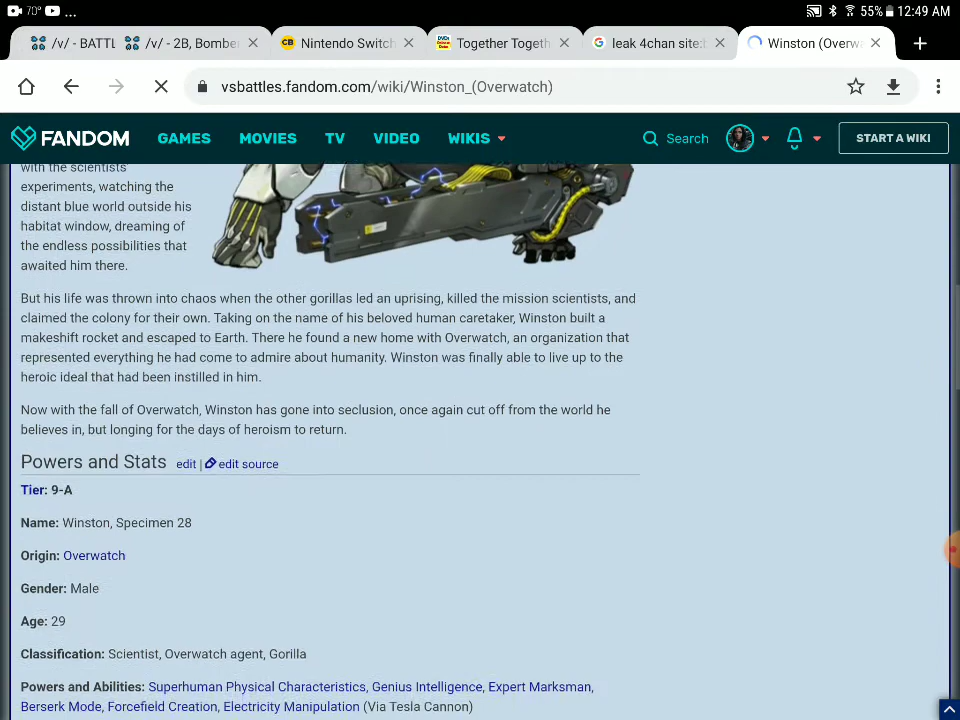 70° ... 55% 12:49 AM
/v/ - BATTL /v/ - 2B, Bombe Nintendo Switch Together Togeth leak 4chan site: Winston (Overw
vsbattles.fandom.com/wiki/Winston_(Overwatch)
FANDOM GAMES MOVIES TV VIDEO WIKIS Search START A WIKI
with the scientists'
experiments, watching the
distant blue world outside his
habitat window, dreaming of
the endless possibilities that
awaited him there.
But his life was thrown into chaos when the other gorillas led an uprising, killed the mission scientists, and
claimed the colony for their own. Taking on the name of his beloved human caretaker, Winston built a
makeshift rocket and escaped to Earth. There he found a new home with Overwatch, an organization that
represented everything he had come to admire about humanity. Winston was finally able to live up to the
heroic ideal that had been instilled in him.
Now with the fall of Overwatch, Winston has gone into seclusion, once again cut off from the world he
believes in, but longing for the days of heroism to return.
Powers and Stats edit | edit source
Tier: 9-A
Name: Winston, Specimen 28
Origin: Overwatch
Gender: Male
Age: 29
Classification: Scientist, Overwatch agent, Gorilla
Powers and Abilities: Superhuman Physical Characteristics, Genius Intelligence, Expert Marksman,
Berserk Mode, Forcefield Creation, Electricity Manipulation (Via Tesla Cannon)